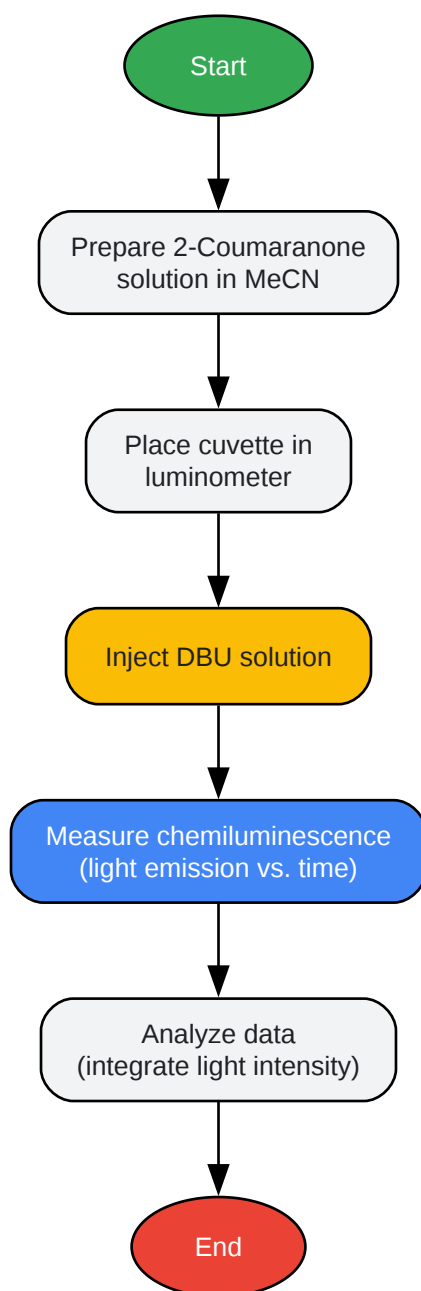 Start
Prepare 2-Coumaranone
solution in MeCN
Place cuvette in
luminometer
Inject DBU solution
Measure chemiluminescence
(light emission vs. time)
Analyze data
(integrate light intensity)
End